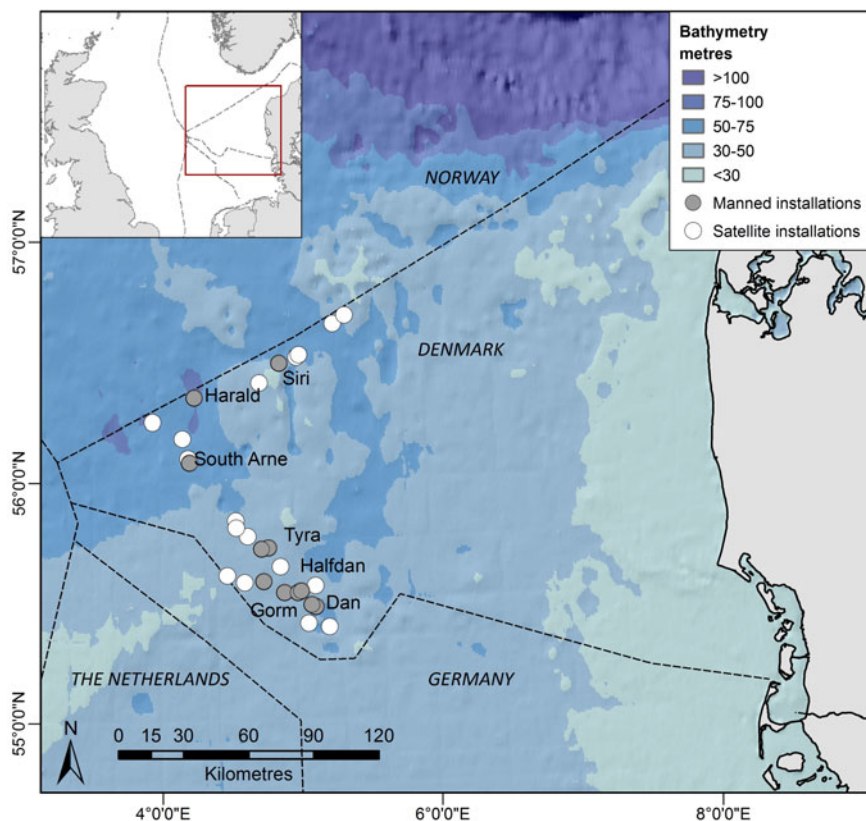 Bathymetry
metres
>100
75-100
50-75
30-50
<30
Manned installations
Satellite installations
NORWAY
57°0'0"N
DENMARK
Siri
Harald
South Arne
56°0'0"N
Tyra
Halfdan
Gorm
Dan
THE NETHERLANDS
GERMANY
55°0'0"N
N
0 15 30 60 90 120
Kilometres
4°0'0"E 6°0'0"E 8°0'0"E